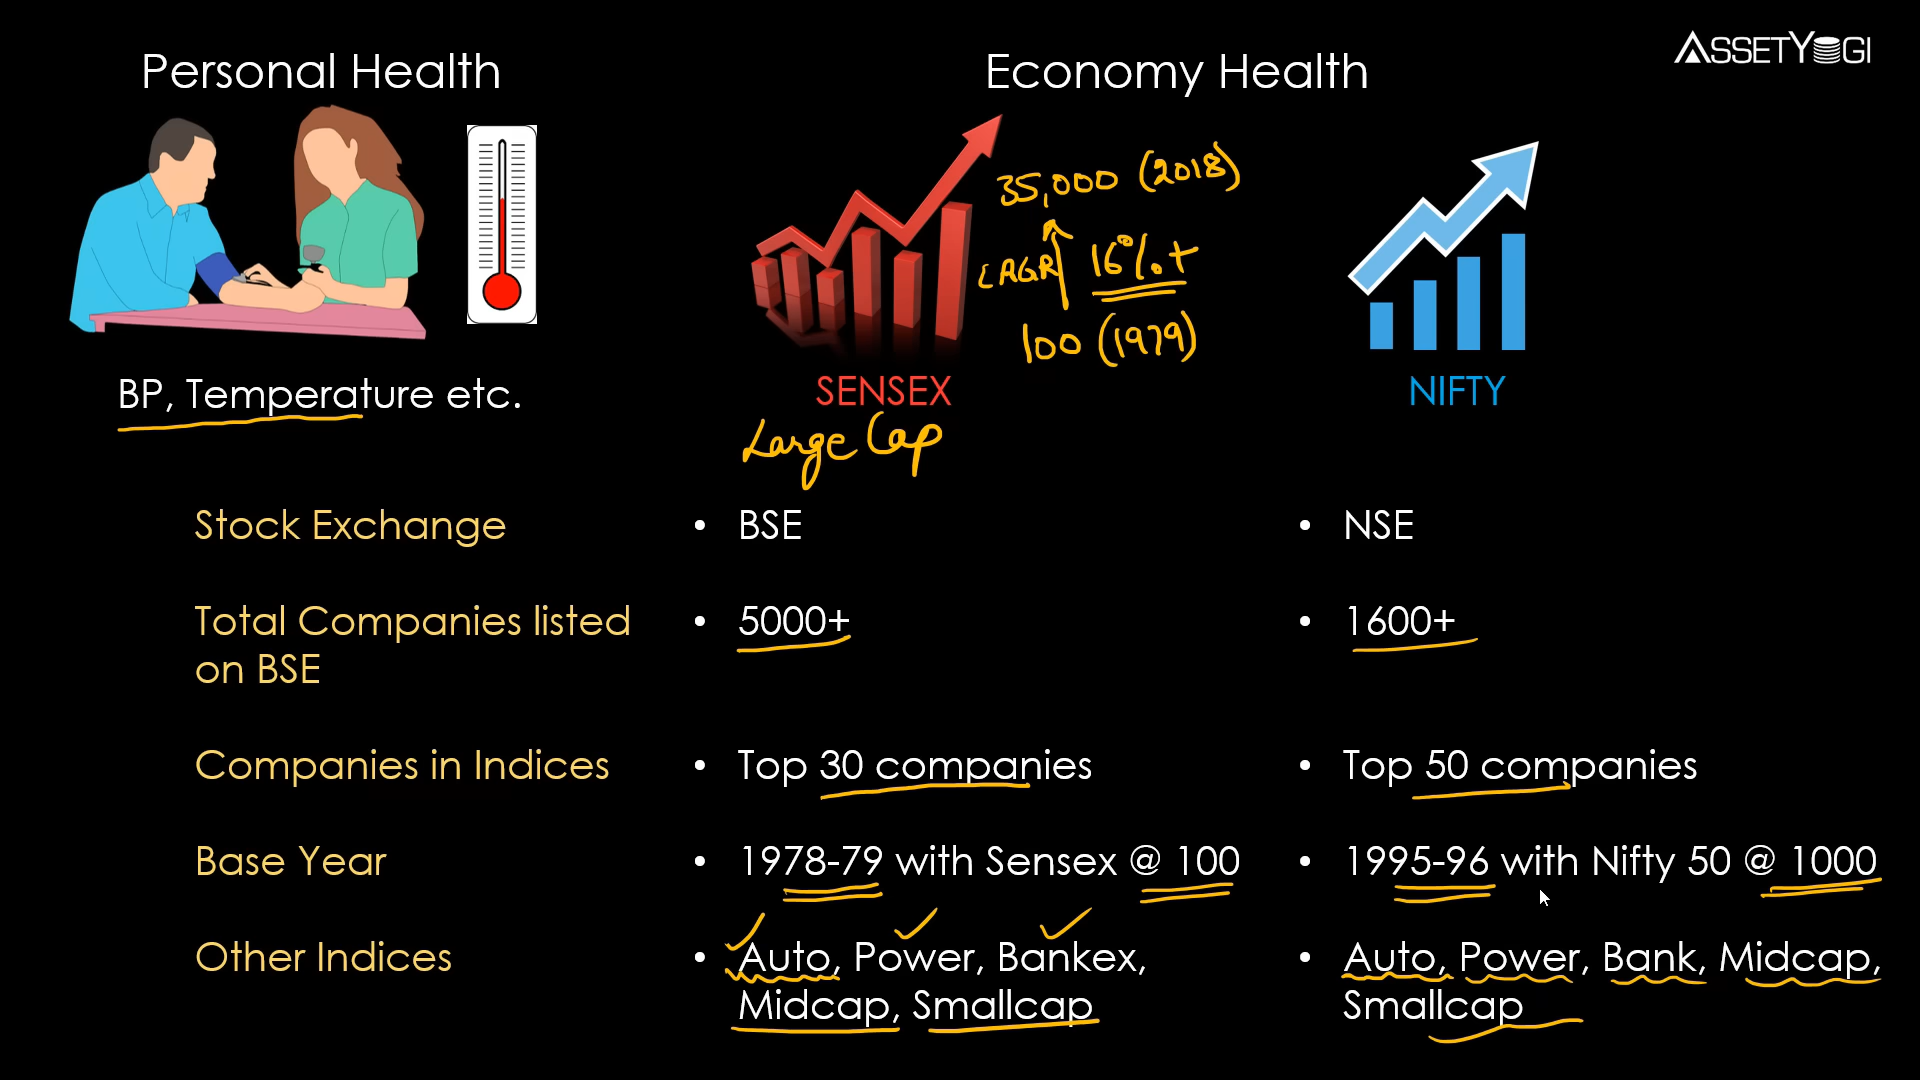 Personal Health
Economy Health
ASSETYOGI
35,000 (2018)
CAGR 16%+
100 (1979)
BP, Temperature etc.
SENSEX
NIFTY
Large Cap
Stock Exchange
• BSE
• NSE
Total Companies listed
on BSE
• 5000+
• 1600+
Companies in Indices
• Top 30 companies
• Top 50 companies
Base Year
• 1978-79 with Sensex @ 100
• 1995-96 with Nifty 50 @ 1000
Other Indices
• Auto, Power, Bankex,
Midcap, Smallcap
• Auto, Power, Bank, Midcap,
Smallcap